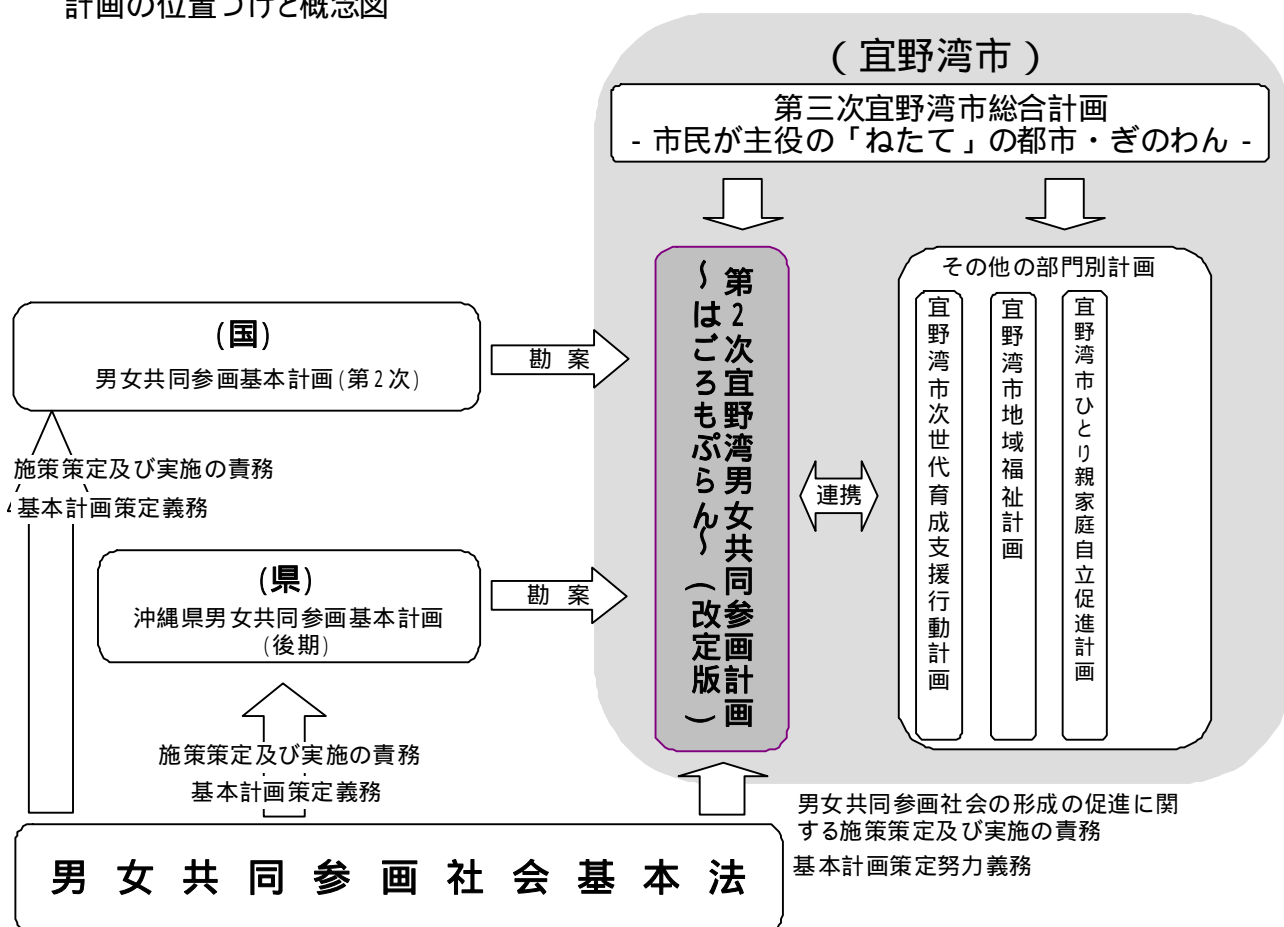 計画の位置づけと概念図
(宜野湾市)
第三次宜野湾市総合計画
- 市民が主役の「ねたて」の都市・ぎのわん -
(国)
男女共同参画基本計画(第2次)
勘 案
施策策定及び実施の責務
基本計画策定義務
(県)
沖縄県男女共同参画基本計画
(後期)
勘 案
施策策定及び実施の責務
基本計画策定義務
第2次宜野湾男女共同参画計画
~はごろもぷらん~(改定版)
連携
その他の部門別計画
宜野湾市次世代育成支援行動計画
宜野湾市地域福祉計画
宜野湾市ひとり親家庭自立促進計画
男女共同参画社会の形成の促進に関
する施策策定及び実施の責務
基本計画策定努力義務
男女共同参画社会基本法